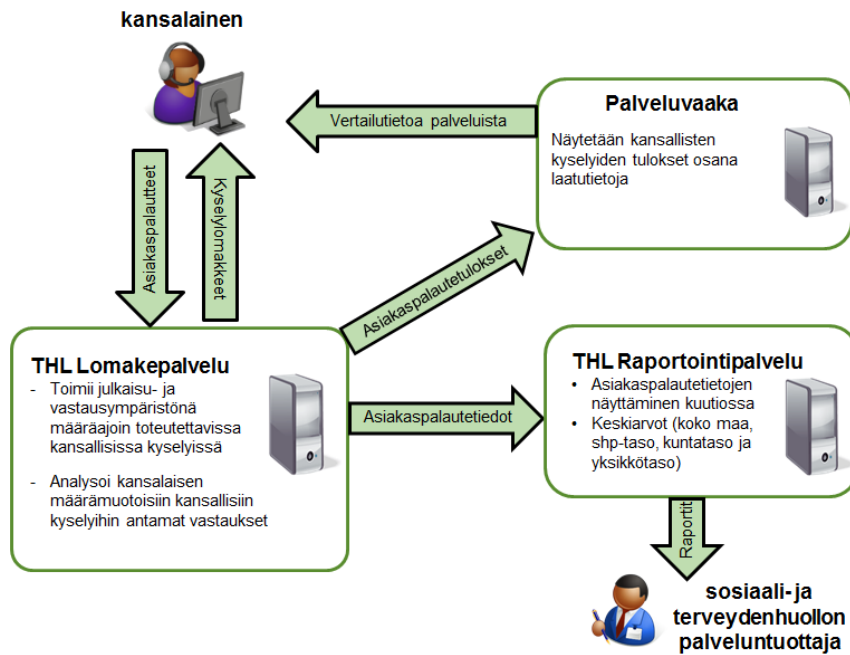 kansalainen
Vertailutietoa palveluista
Palveluvaaka
Näytetään kansallisten
kyselyiden tulokset osana
laatutietoja
Asiakaspalautteet
Kyselylomakkeet
Asiakaspalautetulokset
THL Lomakepalvelu
- Toimii julkaisu- ja
vastausympäristönä
määräajoin toteutettavissa
kansallisissa kyselyissä
- Analysoi kansalaisen
määrämuotoisiin kansallisiin
kyselyihin antamat vastaukset
Asiakaspalautetiedot
THL Raportointipalvelu
• Asiakaspalautetietojen
näyttäminen kuutiossa
• Keskiarvot (koko maa,
shp-taso, kuntataso ja
yksikkötaso)
Raportit
sosiaali- ja
terveydenhuollon
palveluntuottaja